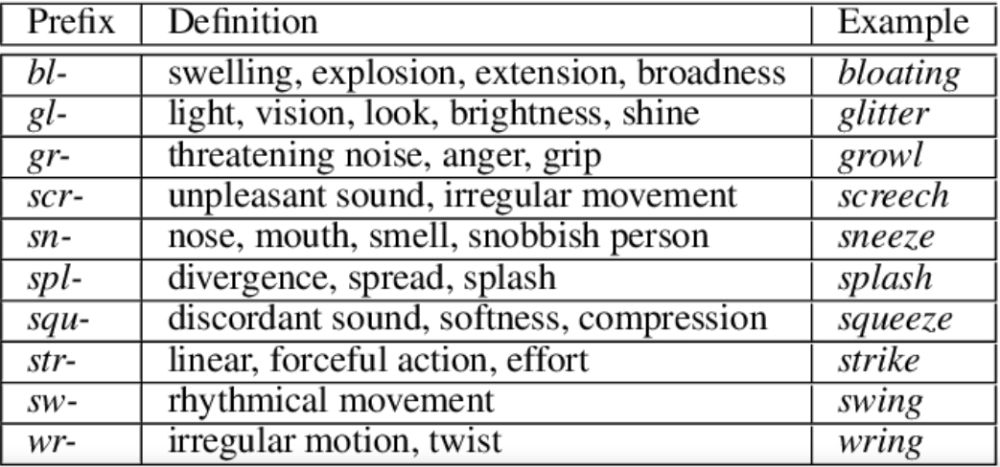 Prefix Definition Example
bl- swelling, explosion, extension, broadness bloating
gl- light, vision, look, brightness, shine glitter
gr- threatening noise, anger, grip growl
scr- unpleasant sound, irregular movement screech
sn- nose, mouth, smell, snobbish person sneeze
spl- divergence, spread, splash splash
squ- discordant sound, softness, compression squeeze
str- linear, forceful action, effort strike
sw- rhythmical movement swing
wr- irregular motion, twist wring